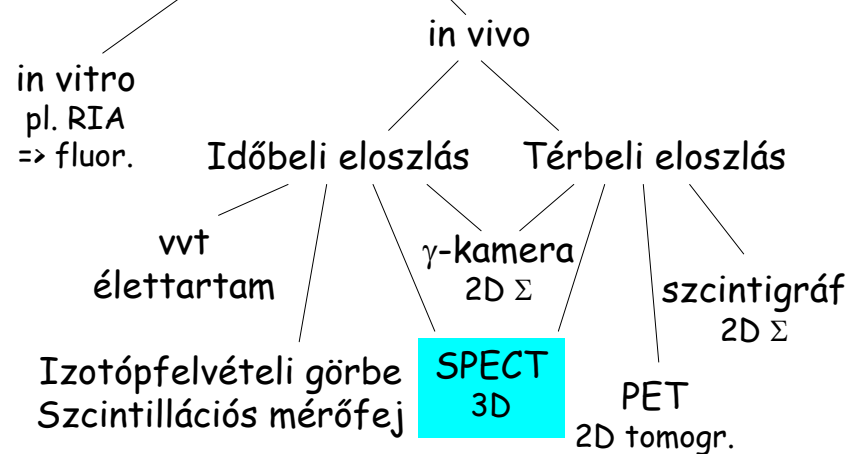 in vivo
in vitro
pl. RIA
=> fluor.
Időbeli eloszlás
Térbeli eloszlás
vvt
élettartam
γ-kamera
2D Σ
szcintigráf
2D Σ
Izotópfelvételi görbe
Szcintillációs mérőfej
SPECT
3D
PET
2D tomogr.